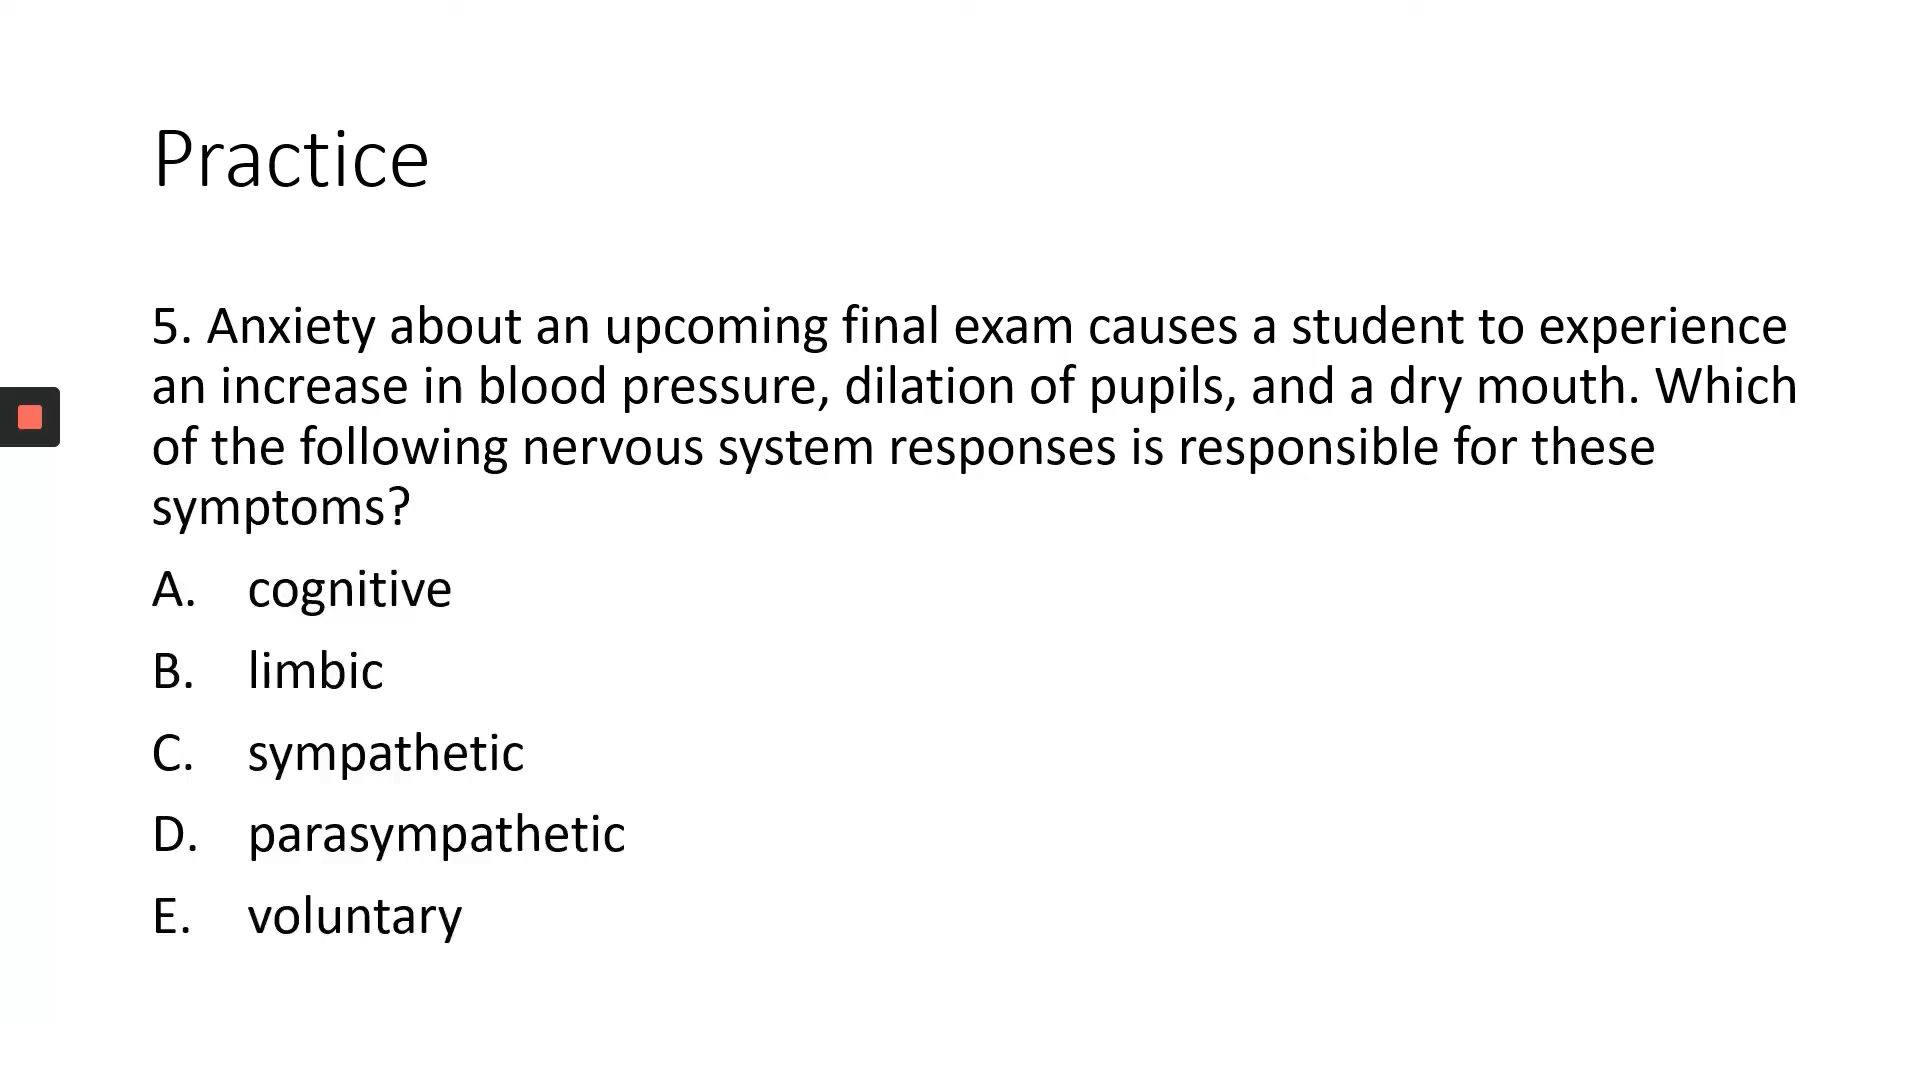 Practice
5. Anxiety about an upcoming final exam causes a student to experience
an increase in blood pressure, dilation of pupils, and a dry mouth. Which
of the following nervous system responses is responsible for these
symptoms?
A. cognitive
B. limbic
C. sympathetic
D. parasympathetic
E. voluntary